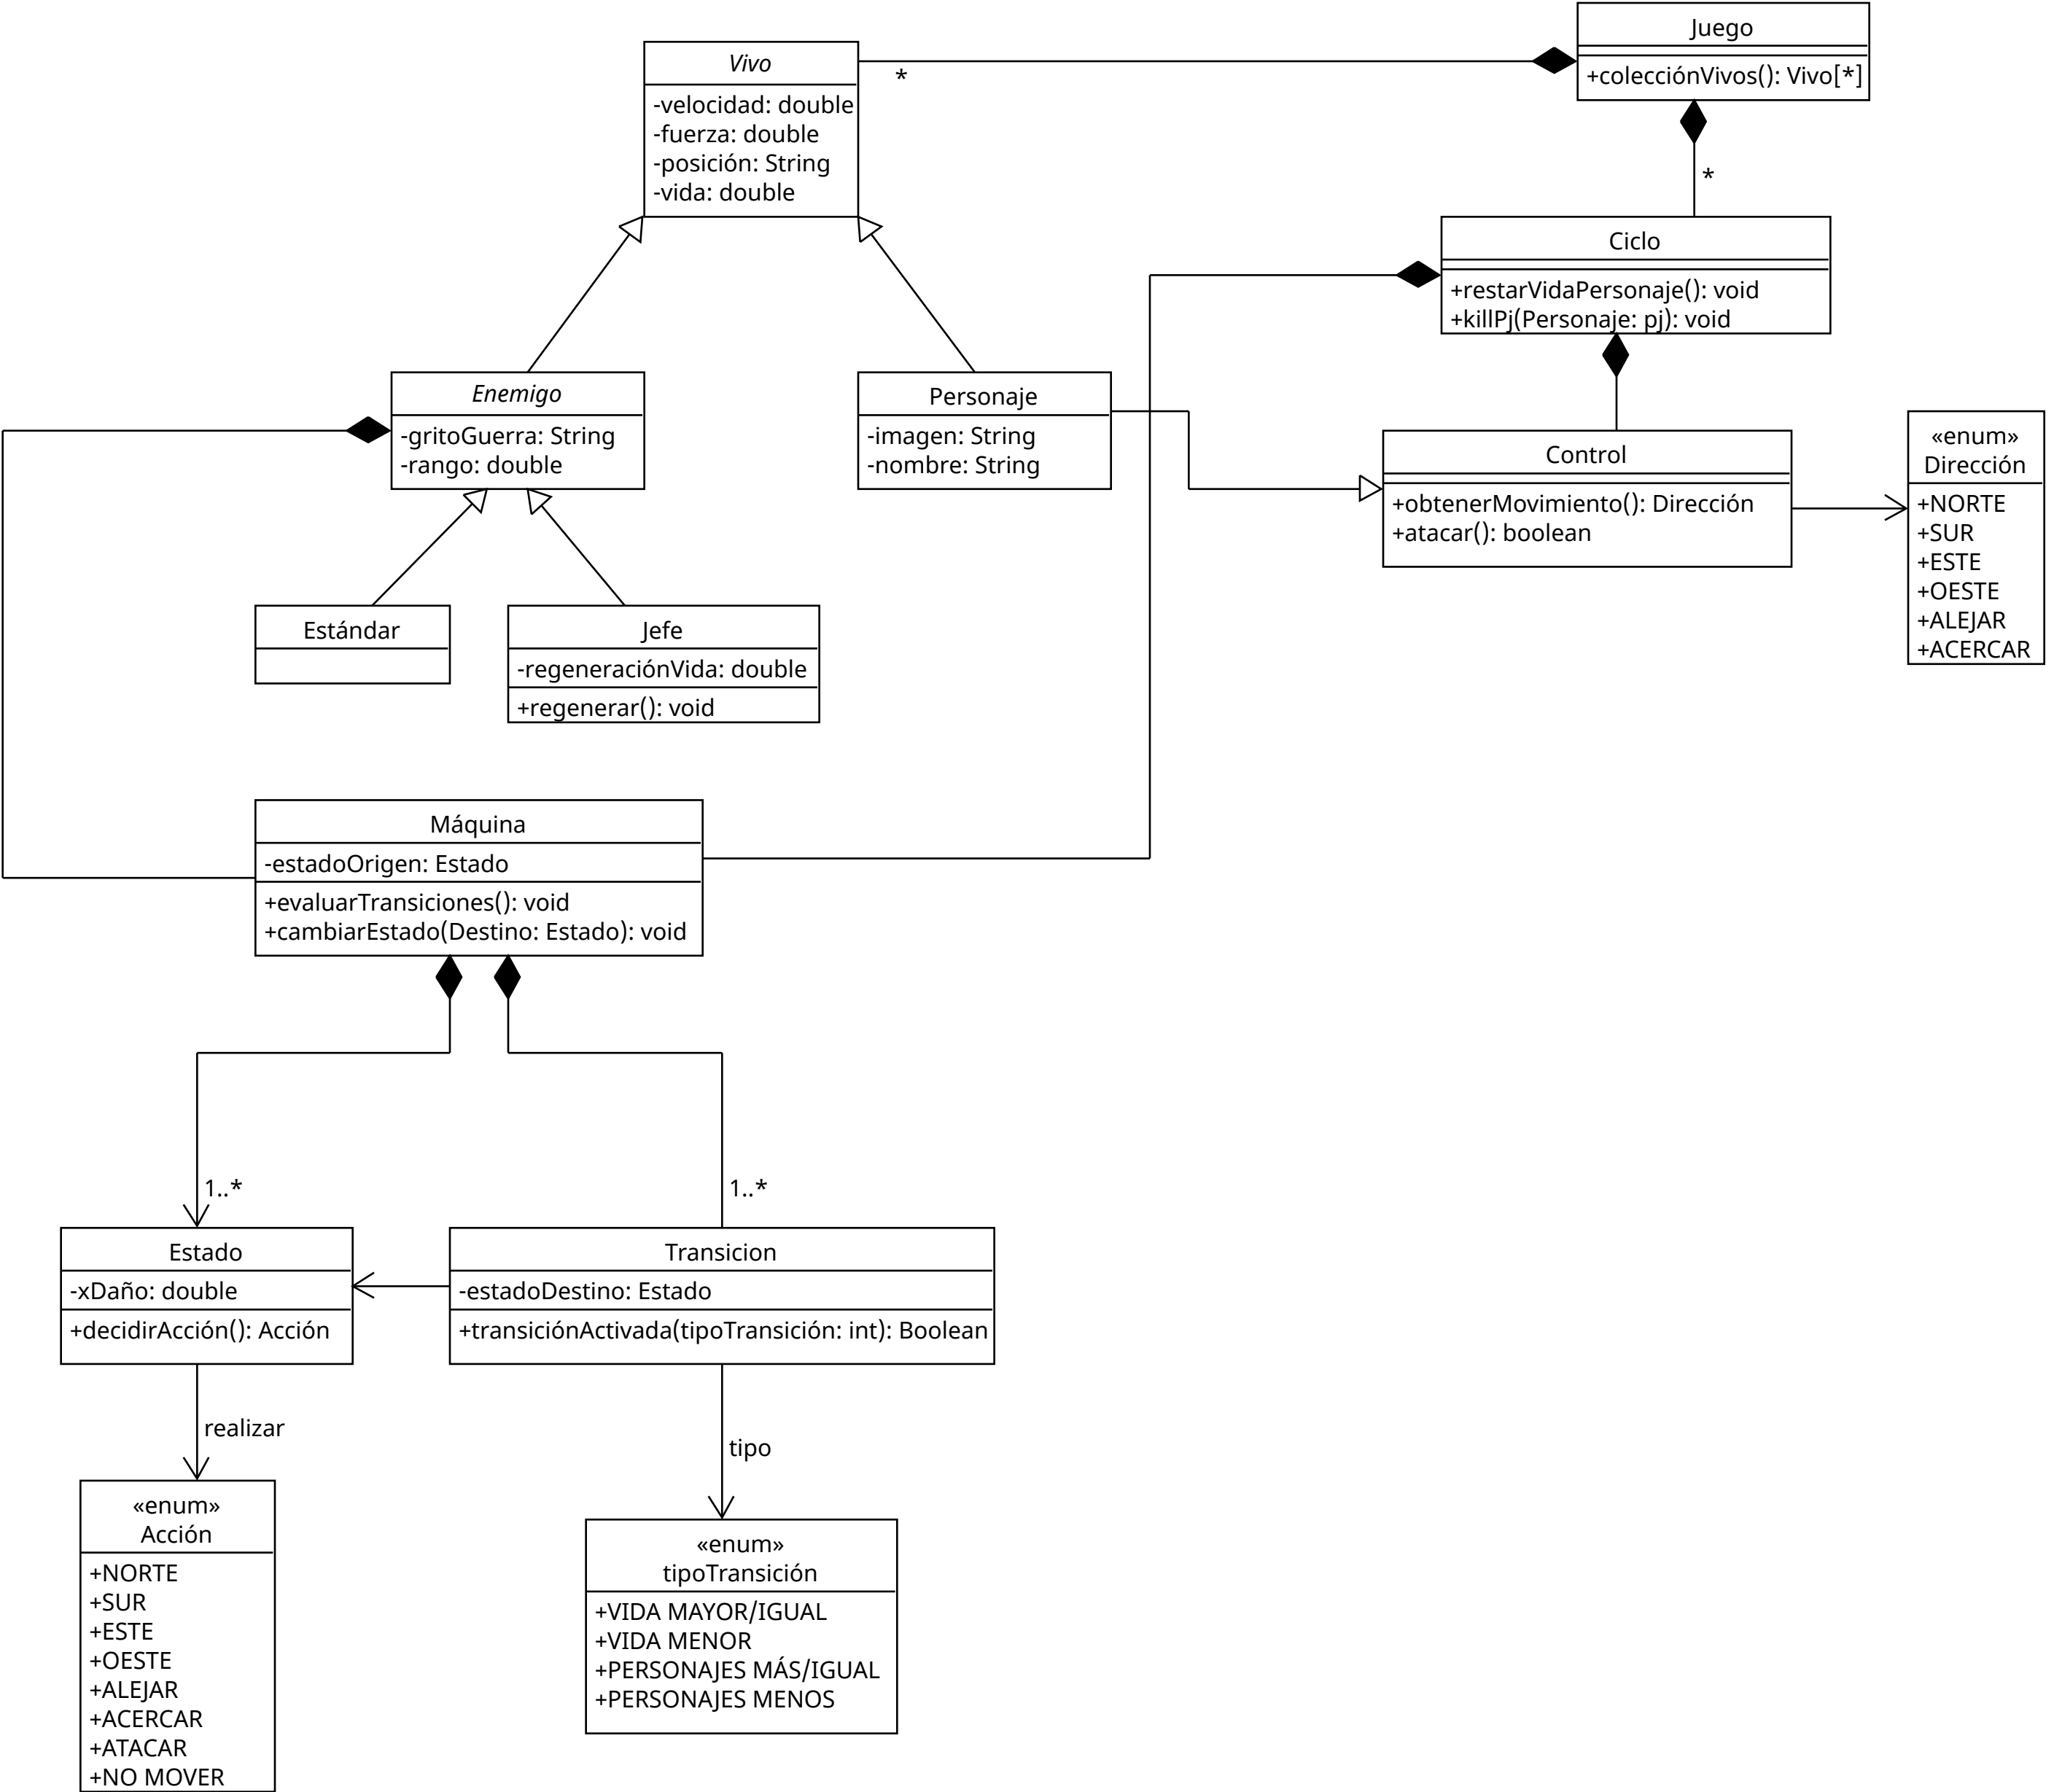 Juego
+colecciónVivos(): Vivo[*]
Vivo
-velocidad: double
-fuerza: double
-posición: String
-vida: double
*
*
Ciclo
+restarVidaPersonaje(): void
+killPj(Personaje: pj): void
Enemigo
-gritoGuerra: String
-rango: double
Personaje
-imagen: String
-nombre: String
Control
+obtenerMovimiento(): Dirección
+atacar(): boolean
«enum»
Dirección
+NORTE
+SUR
+ESTE
+OESTE
+ALEJAR
+ACERCAR
Estándar
Jefe
-regeneraciónVida: double
+regenerar(): void
Máquina
-estadoOrigen: Estado
+evaluarTransiciones(): void
+cambiarEstado(Destino: Estado): void
1..*
1..*
Estado
-xDaño: double
+decidirAcción(): Acción
Transicion
-estadoDestino: Estado
+transiciónActivada(tipoTransición: int): Boolean
realizar
tipo
«enum»
Acción
+NORTE
+SUR
+ESTE
+OESTE
+ALEJAR
+ACERCAR
+ATACAR
+NO MOVER
«enum»
tipoTransición
+VIDA MAYOR/IGUAL
+VIDA MENOR
+PERSONAJES MÁS/IGUAL
+PERSONAJES MENOS